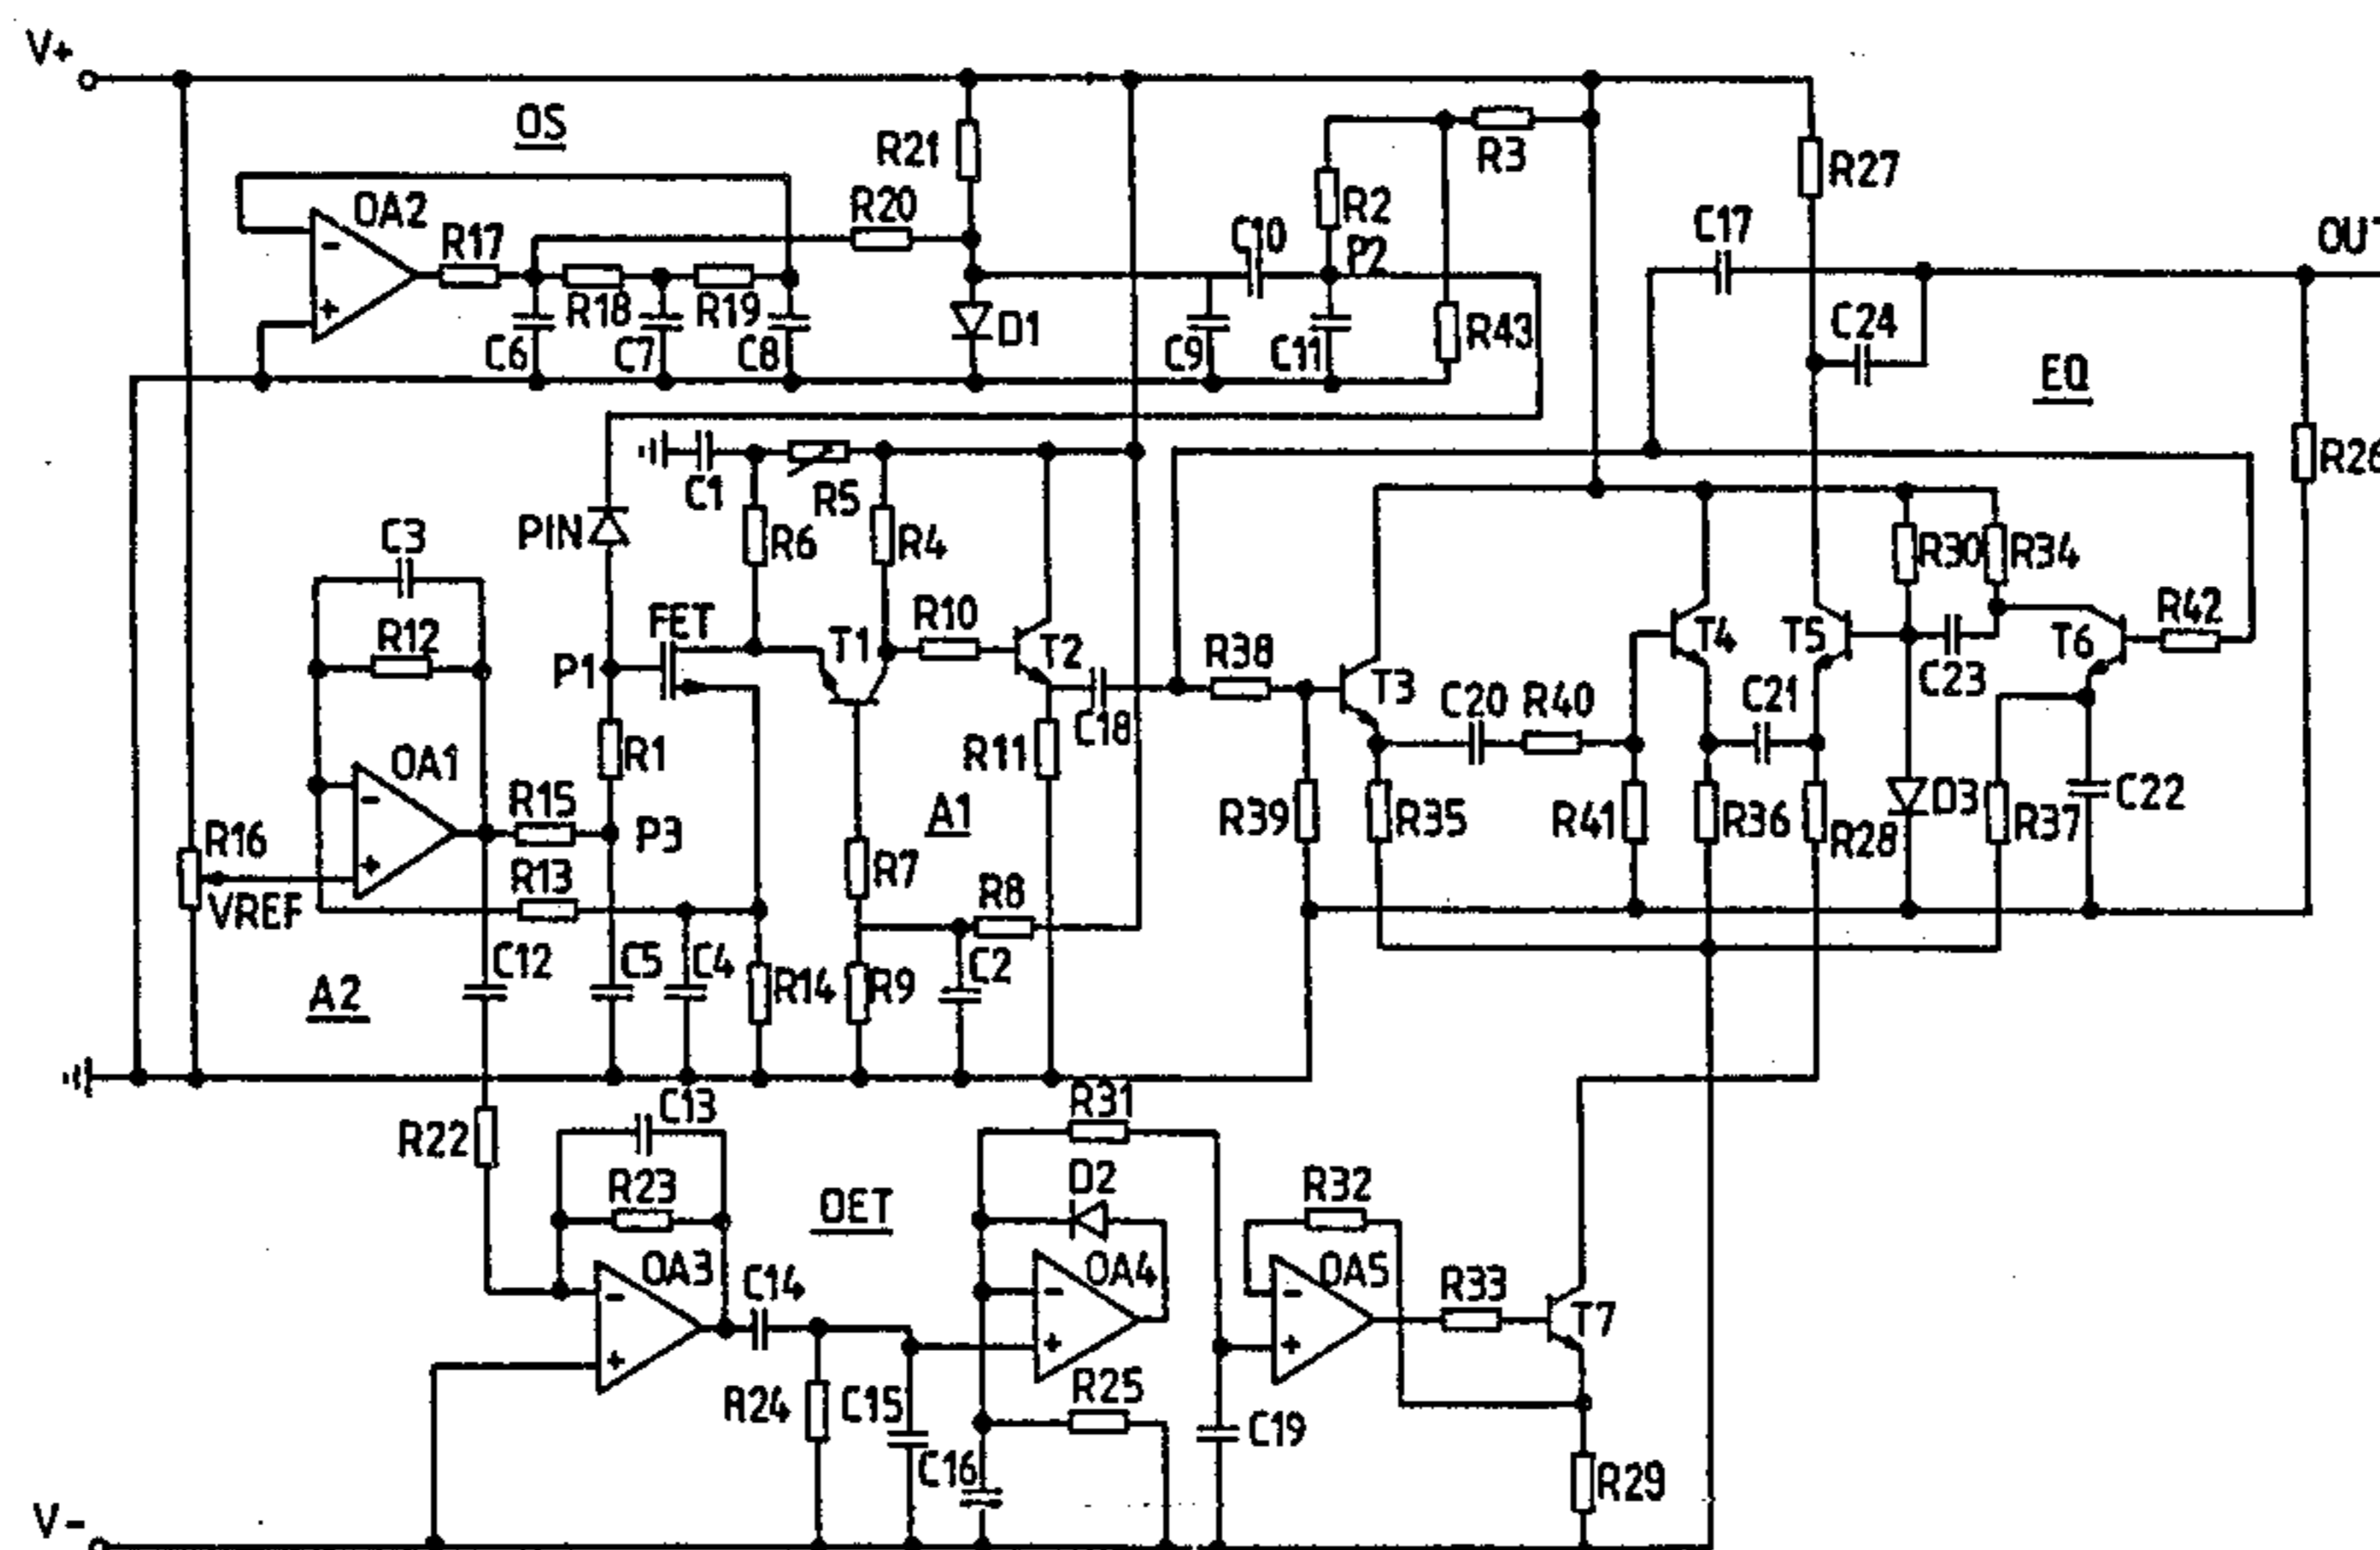 V+
OS
R21
R3
R27
OA2
R17
R20
R2
C10
P2
C17
OUT
R18
R19
D1
C24
C6
C7
C8
C9
C11
R43
EQ
C1
R5
R26
PIN
R6
R4
C3
R30
R34
R12
FET
T1
R10
T2
R38
T4
T5
T6
R42
P1
T3
C23
C18
C20
R40
C21
R1
R11
OA1
R15
P3
A1
R39
R35
R41
R36
R28
D3
R37
C22
R16
R13
R7
R8
VREF
C12
C5
C4
R14
R9
C2
A2
C13
R31
R22
R23
OET
D2
R32
OA3
C14
OA4
OA5
R33
T7
R24
C15
R25
C16
C19
R29
V-